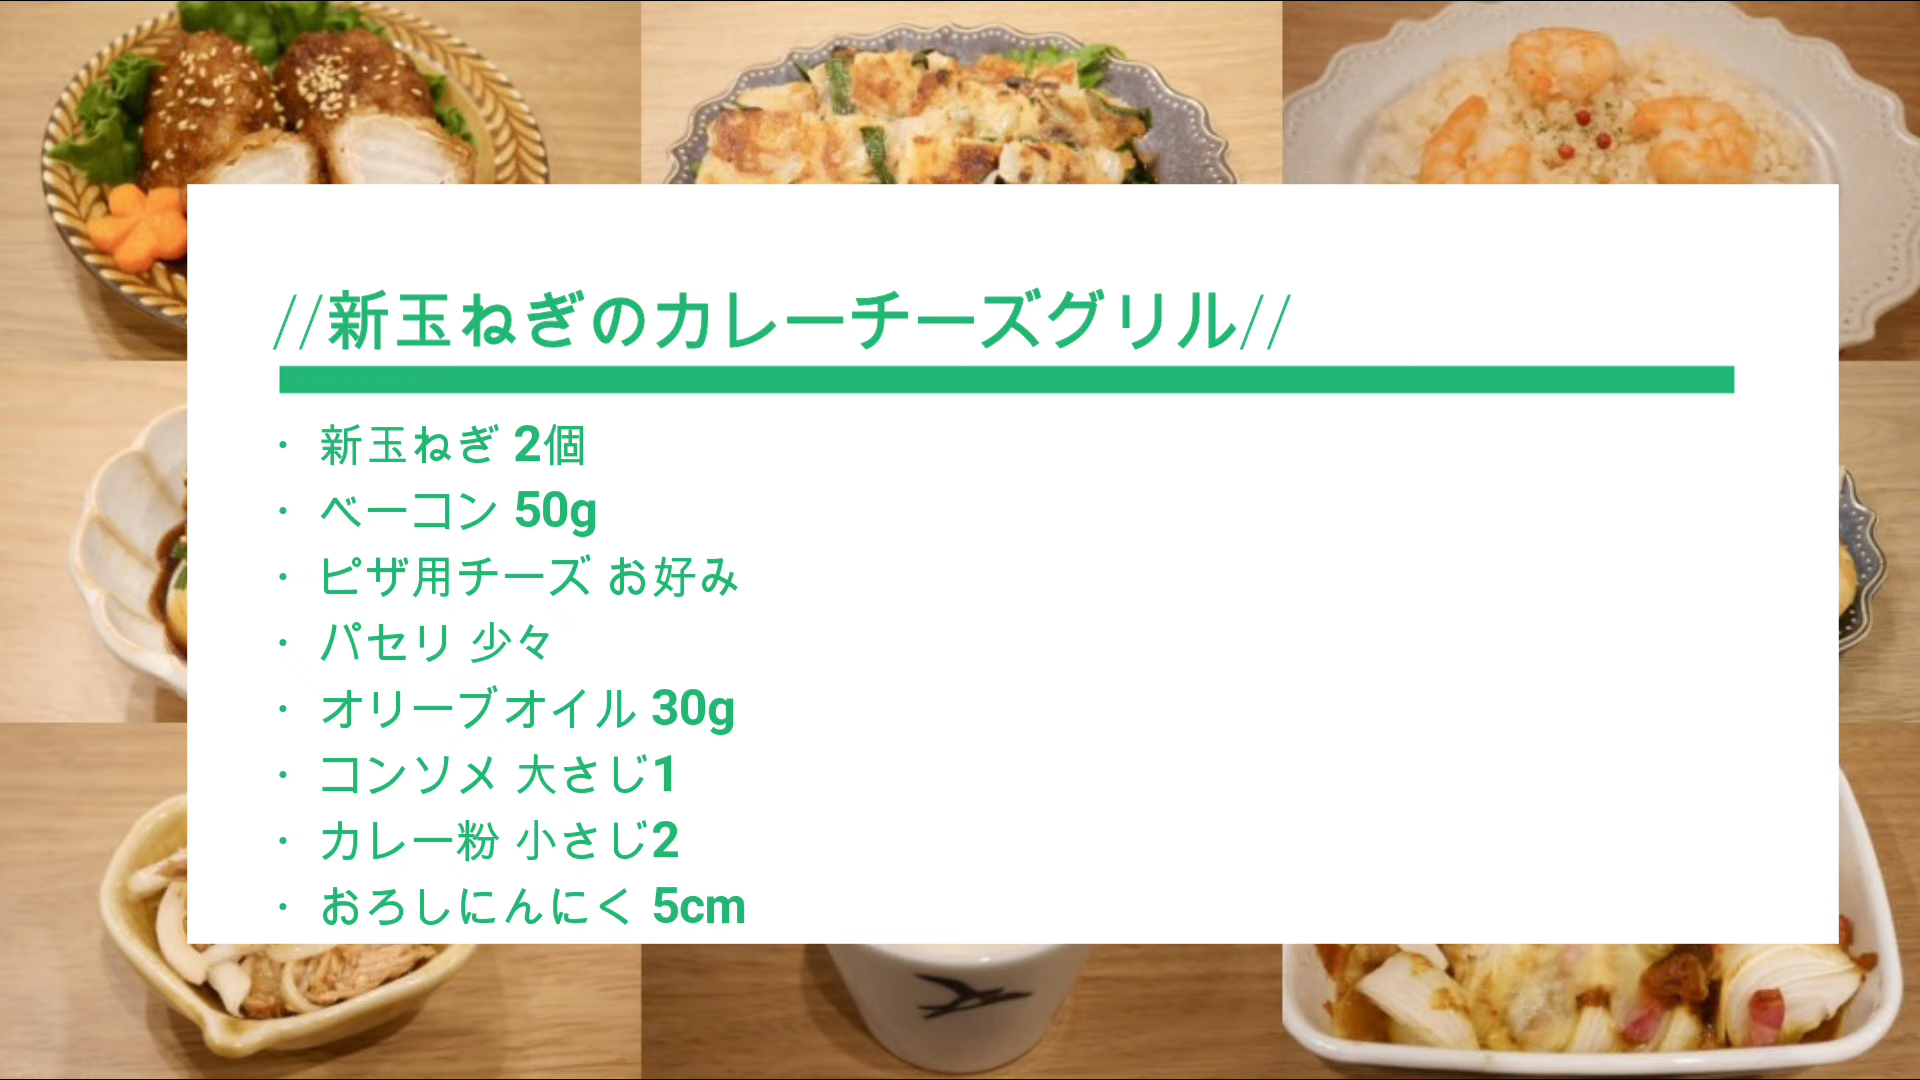 //新玉ねぎのカレーチーズグリル//
・ 新玉ねぎ 2個
・ ベーコン 50g
・ ピザ用チーズ お好み
・ パセリ 少々
・ オリーブオイル 30g
・ コンソメ 大さじ1
・ カレー粉 小さじ2
・ おろしにんにく 5cm